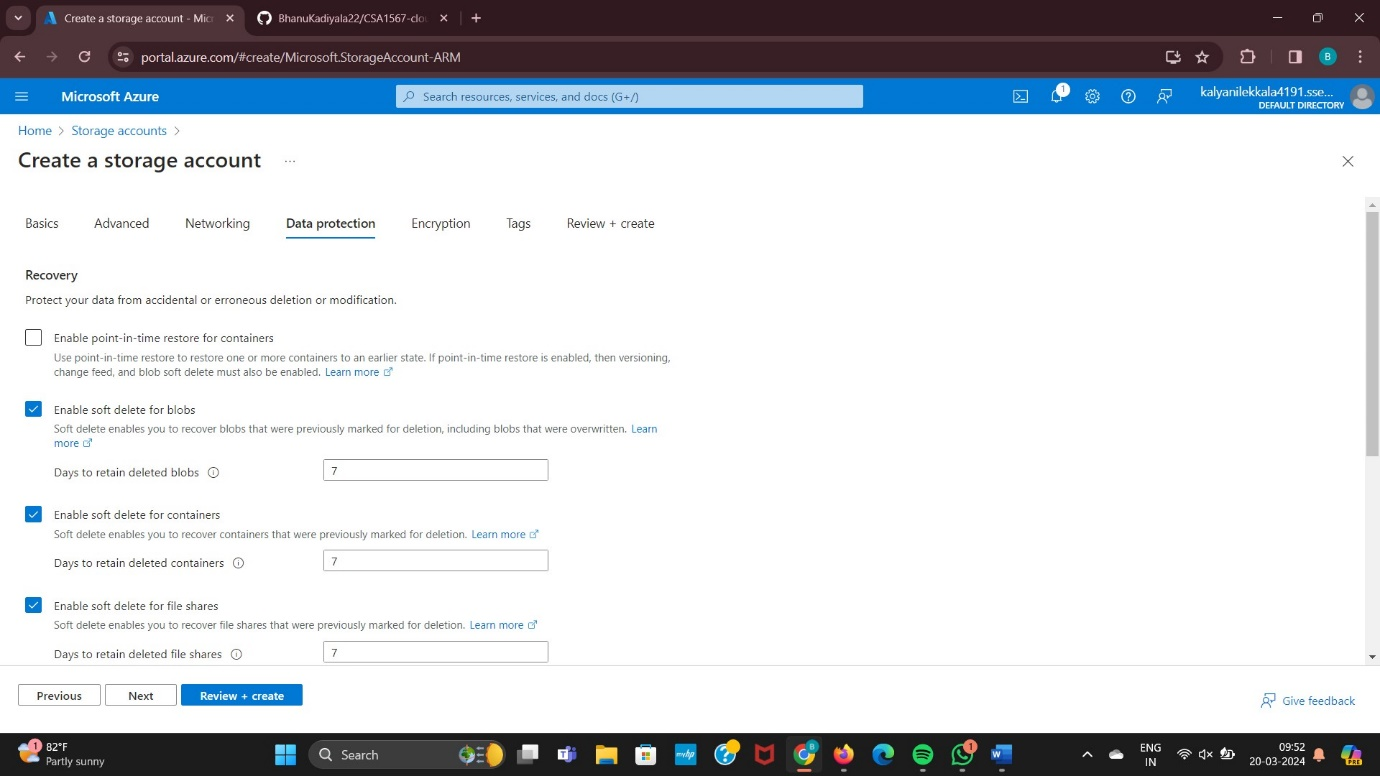 Create a storage account - Mic
BhanuKadiyala22/CSA1567-clou
portal.azure.com/#create/Microsoft.StorageAccount-ARM
B
Microsoft Azure
Search resources, services, and docs (G+/)
1
kalyanilekkala4191.sse...
DEFAULT DIRECTORY
Home > Storage accounts >
Create a storage account ...
Basics Advanced Networking Data protection Encryption Tags Review + create
Recovery
Protect your data from accidental or erroneous deletion or modification.
Enable point-in-time restore for containers
Use point-in-time restore to restore one or more containers to an earlier state. If point-in-time restore is enabled, then versioning,
change feed, and blob soft delete must also be enabled. Learn more
Enable soft delete for blobs
Soft delete enables you to recover blobs that were previously marked for deletion, including blobs that were overwritten. Learn
more
Days to retain deleted blobs 7
Enable soft delete for containers
Soft delete enables you to recover containers that were previously marked for deletion. Learn more
Days to retain deleted containers 7
Enable soft delete for file shares
Soft delete enables you to recover file shares that were previously marked for deletion. Learn more
Days to retain deleted file shares 7
Previous Next Review + create
Give feedback
1 82°F
Partly sunny
Search
myhp
1
ENG
IN
09:52
20-03-2024
PRE